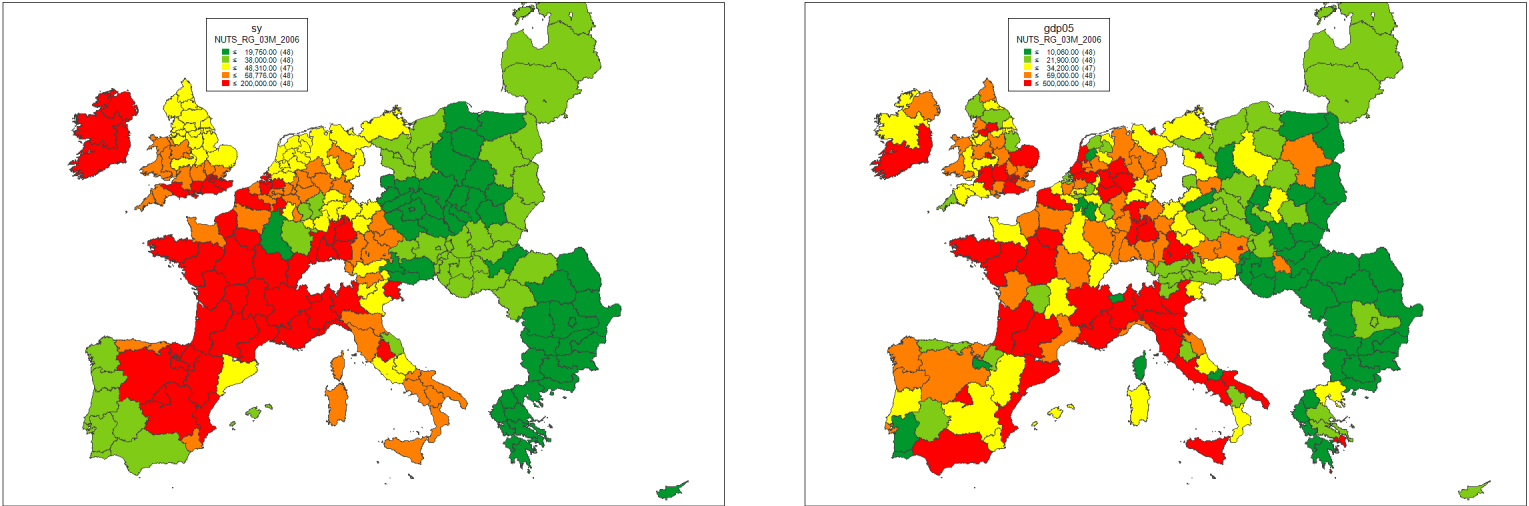 sy
NUTS_RG_03M_2006
≤ 19,750.00 (48)
≤ 38,000.00 (48)
≤ 48,310.00 (47)
≤ 68,776.00 (48)
≤ 200,000.00 (48)
gdp05
NUTS_RG_03M_2006
≤ 10,060.00 (48)
≤ 21,900.00 (48)
≤ 34,200.00 (47)
≤ 69,000.00 (48)
≤ 500,000.00 (48)